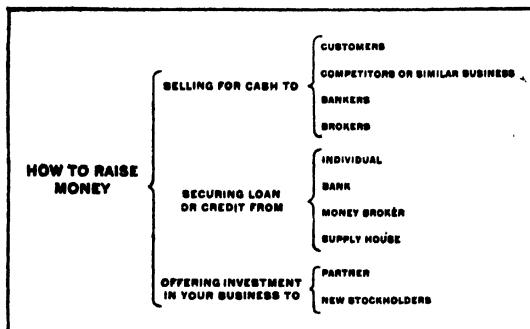 HOW TO RAISE
MONEY
SELLING FOR CASH TO
CUSTOMERS
COMPETITORS OR SIMILAR BUSINESS
BANKERS
BROKERS
SECURING LOAN
OR CREDIT FROM
INDIVIDUAL
BANK
MONEY BROKER
SUPPLY HOUSE
OFFERING INVESTMENT
IN YOUR BUSINESS TO
PARTNER
NEW STOCKHOLDERS